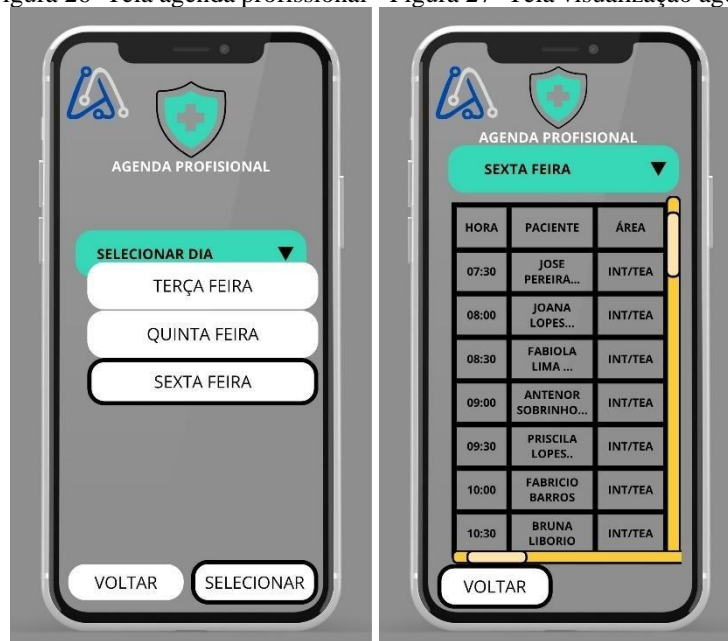 Tela agenda profissional
Figura 27- Tela visualização
AGENDA PROFISIONAL
SELECIONAR DIA
TERÇA FEIRA
QUINTA FEIRA
SEXTA FEIRA
VOLTAR
SELECIONAR
AGENDA PROFISIONAL
SEXTA FEIRA
HORA PACIENTE ÁREA
07:30 JOSE PEREIRA... INT/TEA
08:00 JOANA LOPES... INT/TEA
08:30 FABIOLA LIMA ... INT/TEA
09:00 ANTENOR SOBRINHO... INT/TEA
09:30 PRISCILA LOPES.. INT/TEA
10:00 FABRICIO BARROS INT/TEA
10:30 BRUNA LIBORIO INT/TEA
VOLTAR